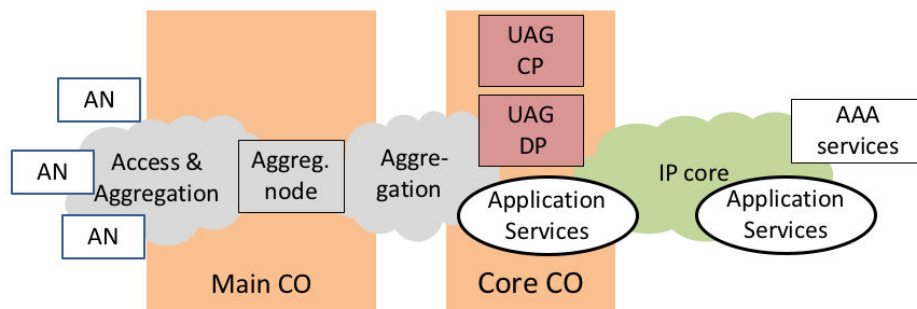 UAG
CP
AN
UAG
DP
AAA
services
AN
Access &
Aggregation
Aggreg.
node
Aggre-
gation
IP core
AN
Application
Services
Application
Services
Main CO
Core CO